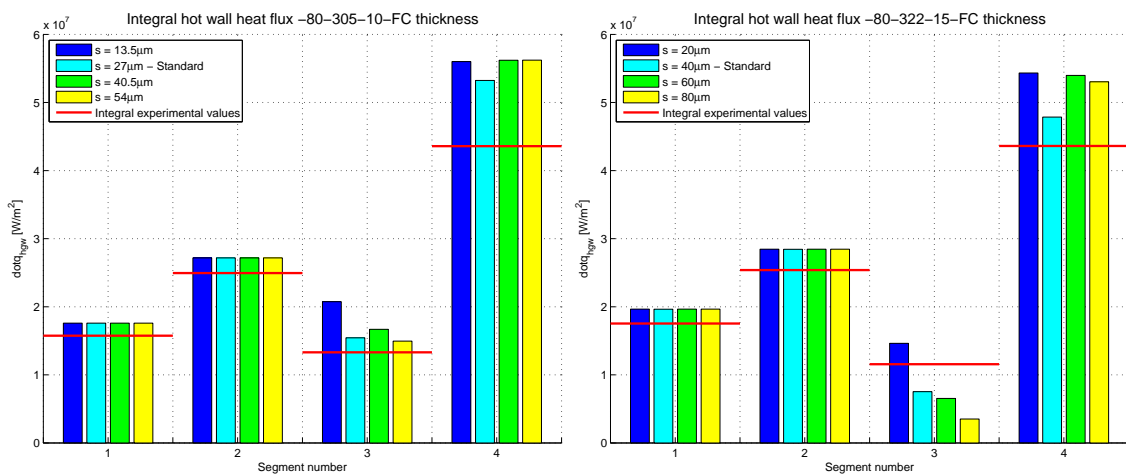 Integral hot wall heat flux −80−305−10−FC thickness
x 10^7
s = 13.5μm
s = 27μm − Standard
s = 40.5μm
s = 54μm
Integral experimental values
6
5
4
3
2
1
0
dotq_hgw [W/m^2]
1 2 3 4
Segment number
Integral hot wall heat flux −80−322−15−FC thickness
x 10^7
s = 20μm
s = 40μm − Standard
s = 60μm
s = 80μm
Integral experimental values
6
5
4
3
2
1
0
dotq_hgw [W/m^2]
1 2 3 4
Segment number